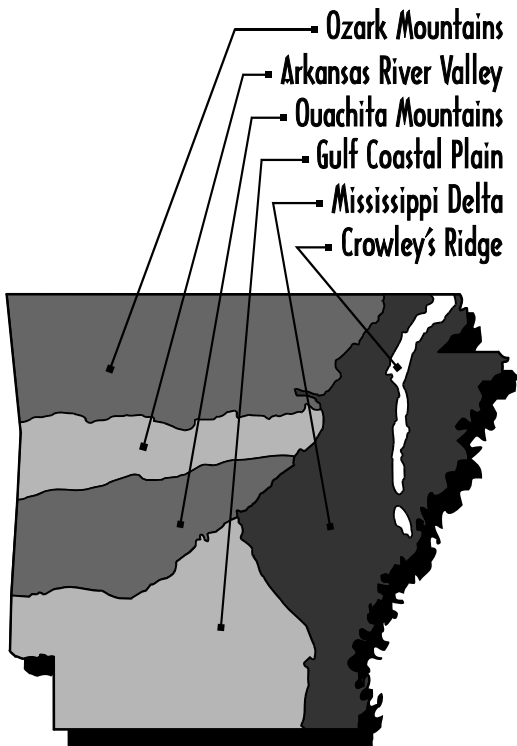 Ozark Mountains
Arkansas River Valley
Ouachita Mountains
Gulf Coastal Plain
Mississippi Delta
Crowley's Ridge